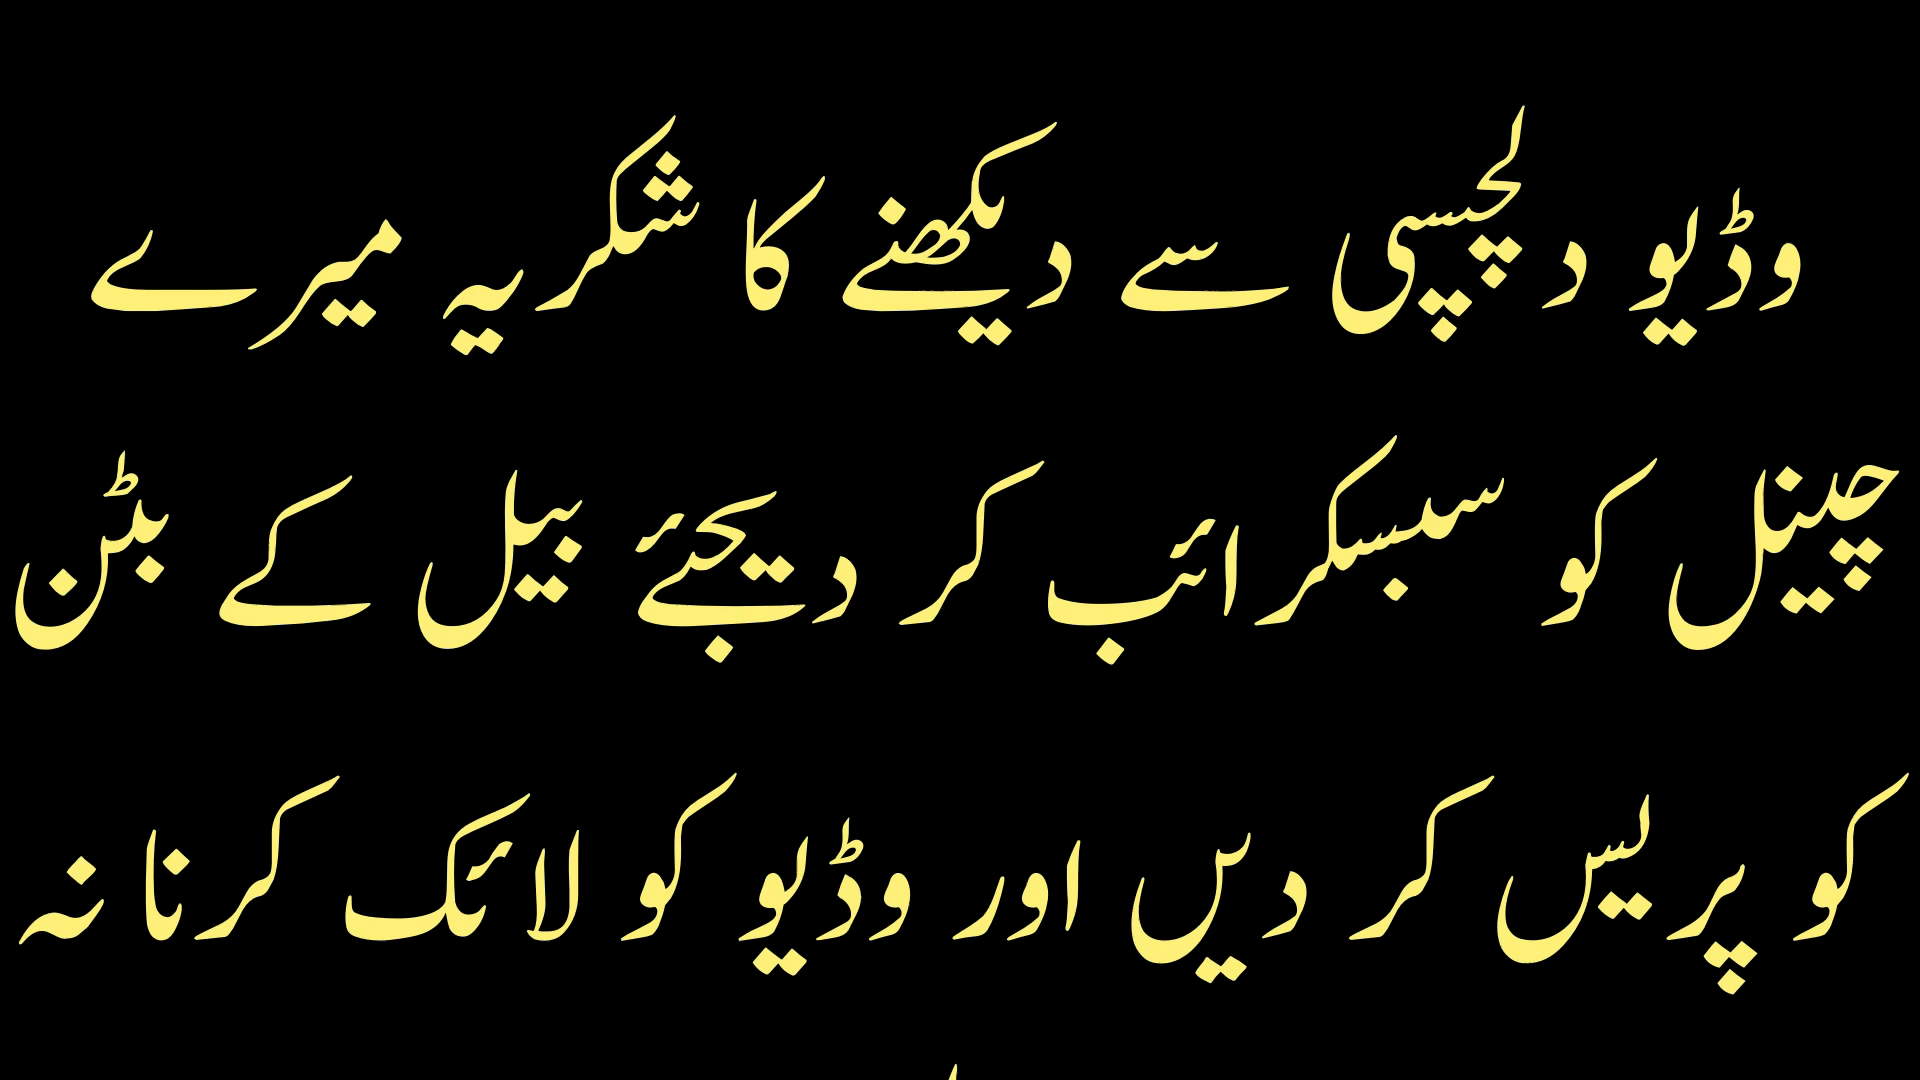 وڈیو دلچسپی سے دیکھنے کا شکریہ میرے
چینل کو سبسکرائب کر دیجئے بیل کے بٹن
کو پریس کر دیں اور وڈیو کو لائک کرنا نہ